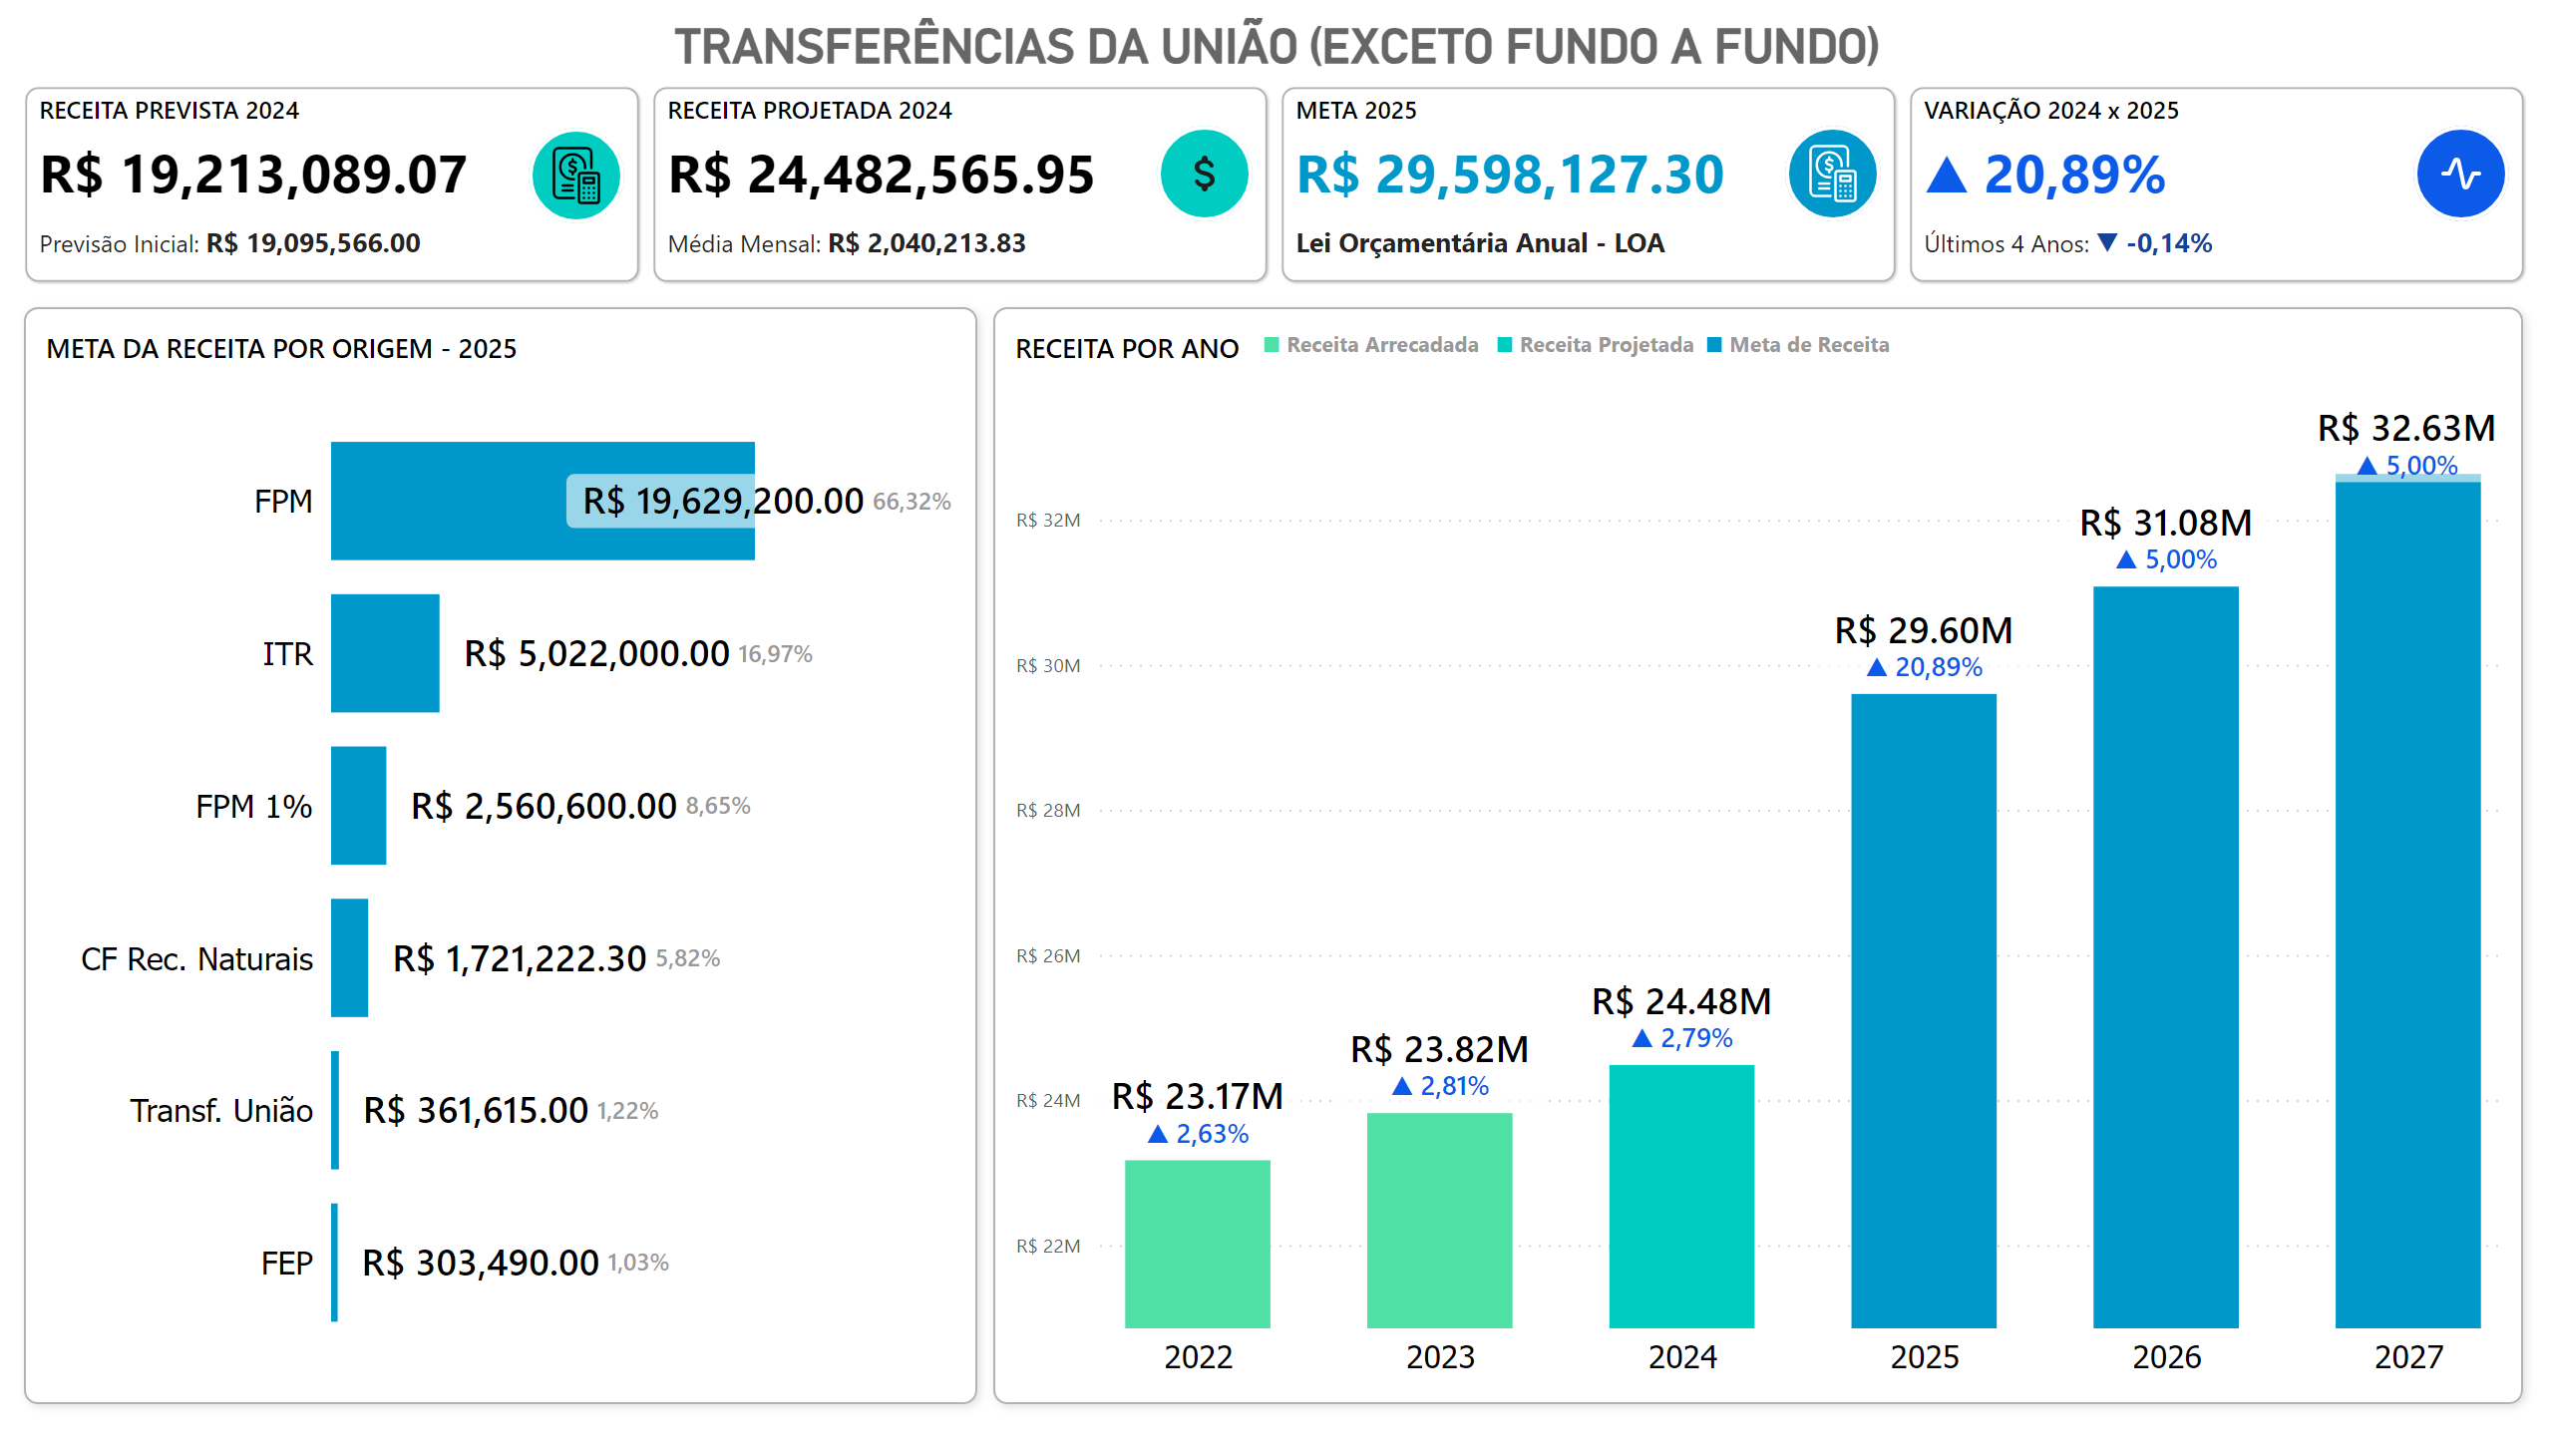 TRANSFERÊNCIAS DA UNIÃO (EXCETO FUNDO A FUNDO)
RECEITA PREVISTA 2024
R$ 19,213,089.07
Previsão Inicial: R$ 19,095,566.00
RECEITA PROJETADA 2024
R$ 24,482,565.95
$
Média Mensal: R$ 2,040,213.83
META 2025
R$ 29,598,127.30
Lei Orçamentária Anual - LOA
VARIAÇÃO 2024 x 2025
▲ 20,89%
Últimos 4 Anos: ▼ -0,14%
META DA RECEITA POR ORIGEM - 2025
FPM R$ 19,629,200.00 66,32%
ITR R$ 5,022,000.00 16,97%
FPM 1% R$ 2,560,600.00 8,65%
CF Rec. Naturais R$ 1,721,222.30 5,82%
Transf. União R$ 361,615.00 1,22%
FEP R$ 303,490.00 1,03%
RECEITA POR ANO Receita Arrecadada Receita Projetada Meta de Receita
R$ 32M
R$ 30M
R$ 28M
R$ 26M
R$ 24M
R$ 22M
R$ 23.17M
▲ 2,63%
R$ 23.82M
▲ 2,81%
R$ 24.48M
▲ 2,79%
R$ 29.60M
▲ 20,89%
R$ 31.08M
▲ 5,00%
R$ 32.63M
▲ 5,00%
2022 2023 2024 2025 2026 2027